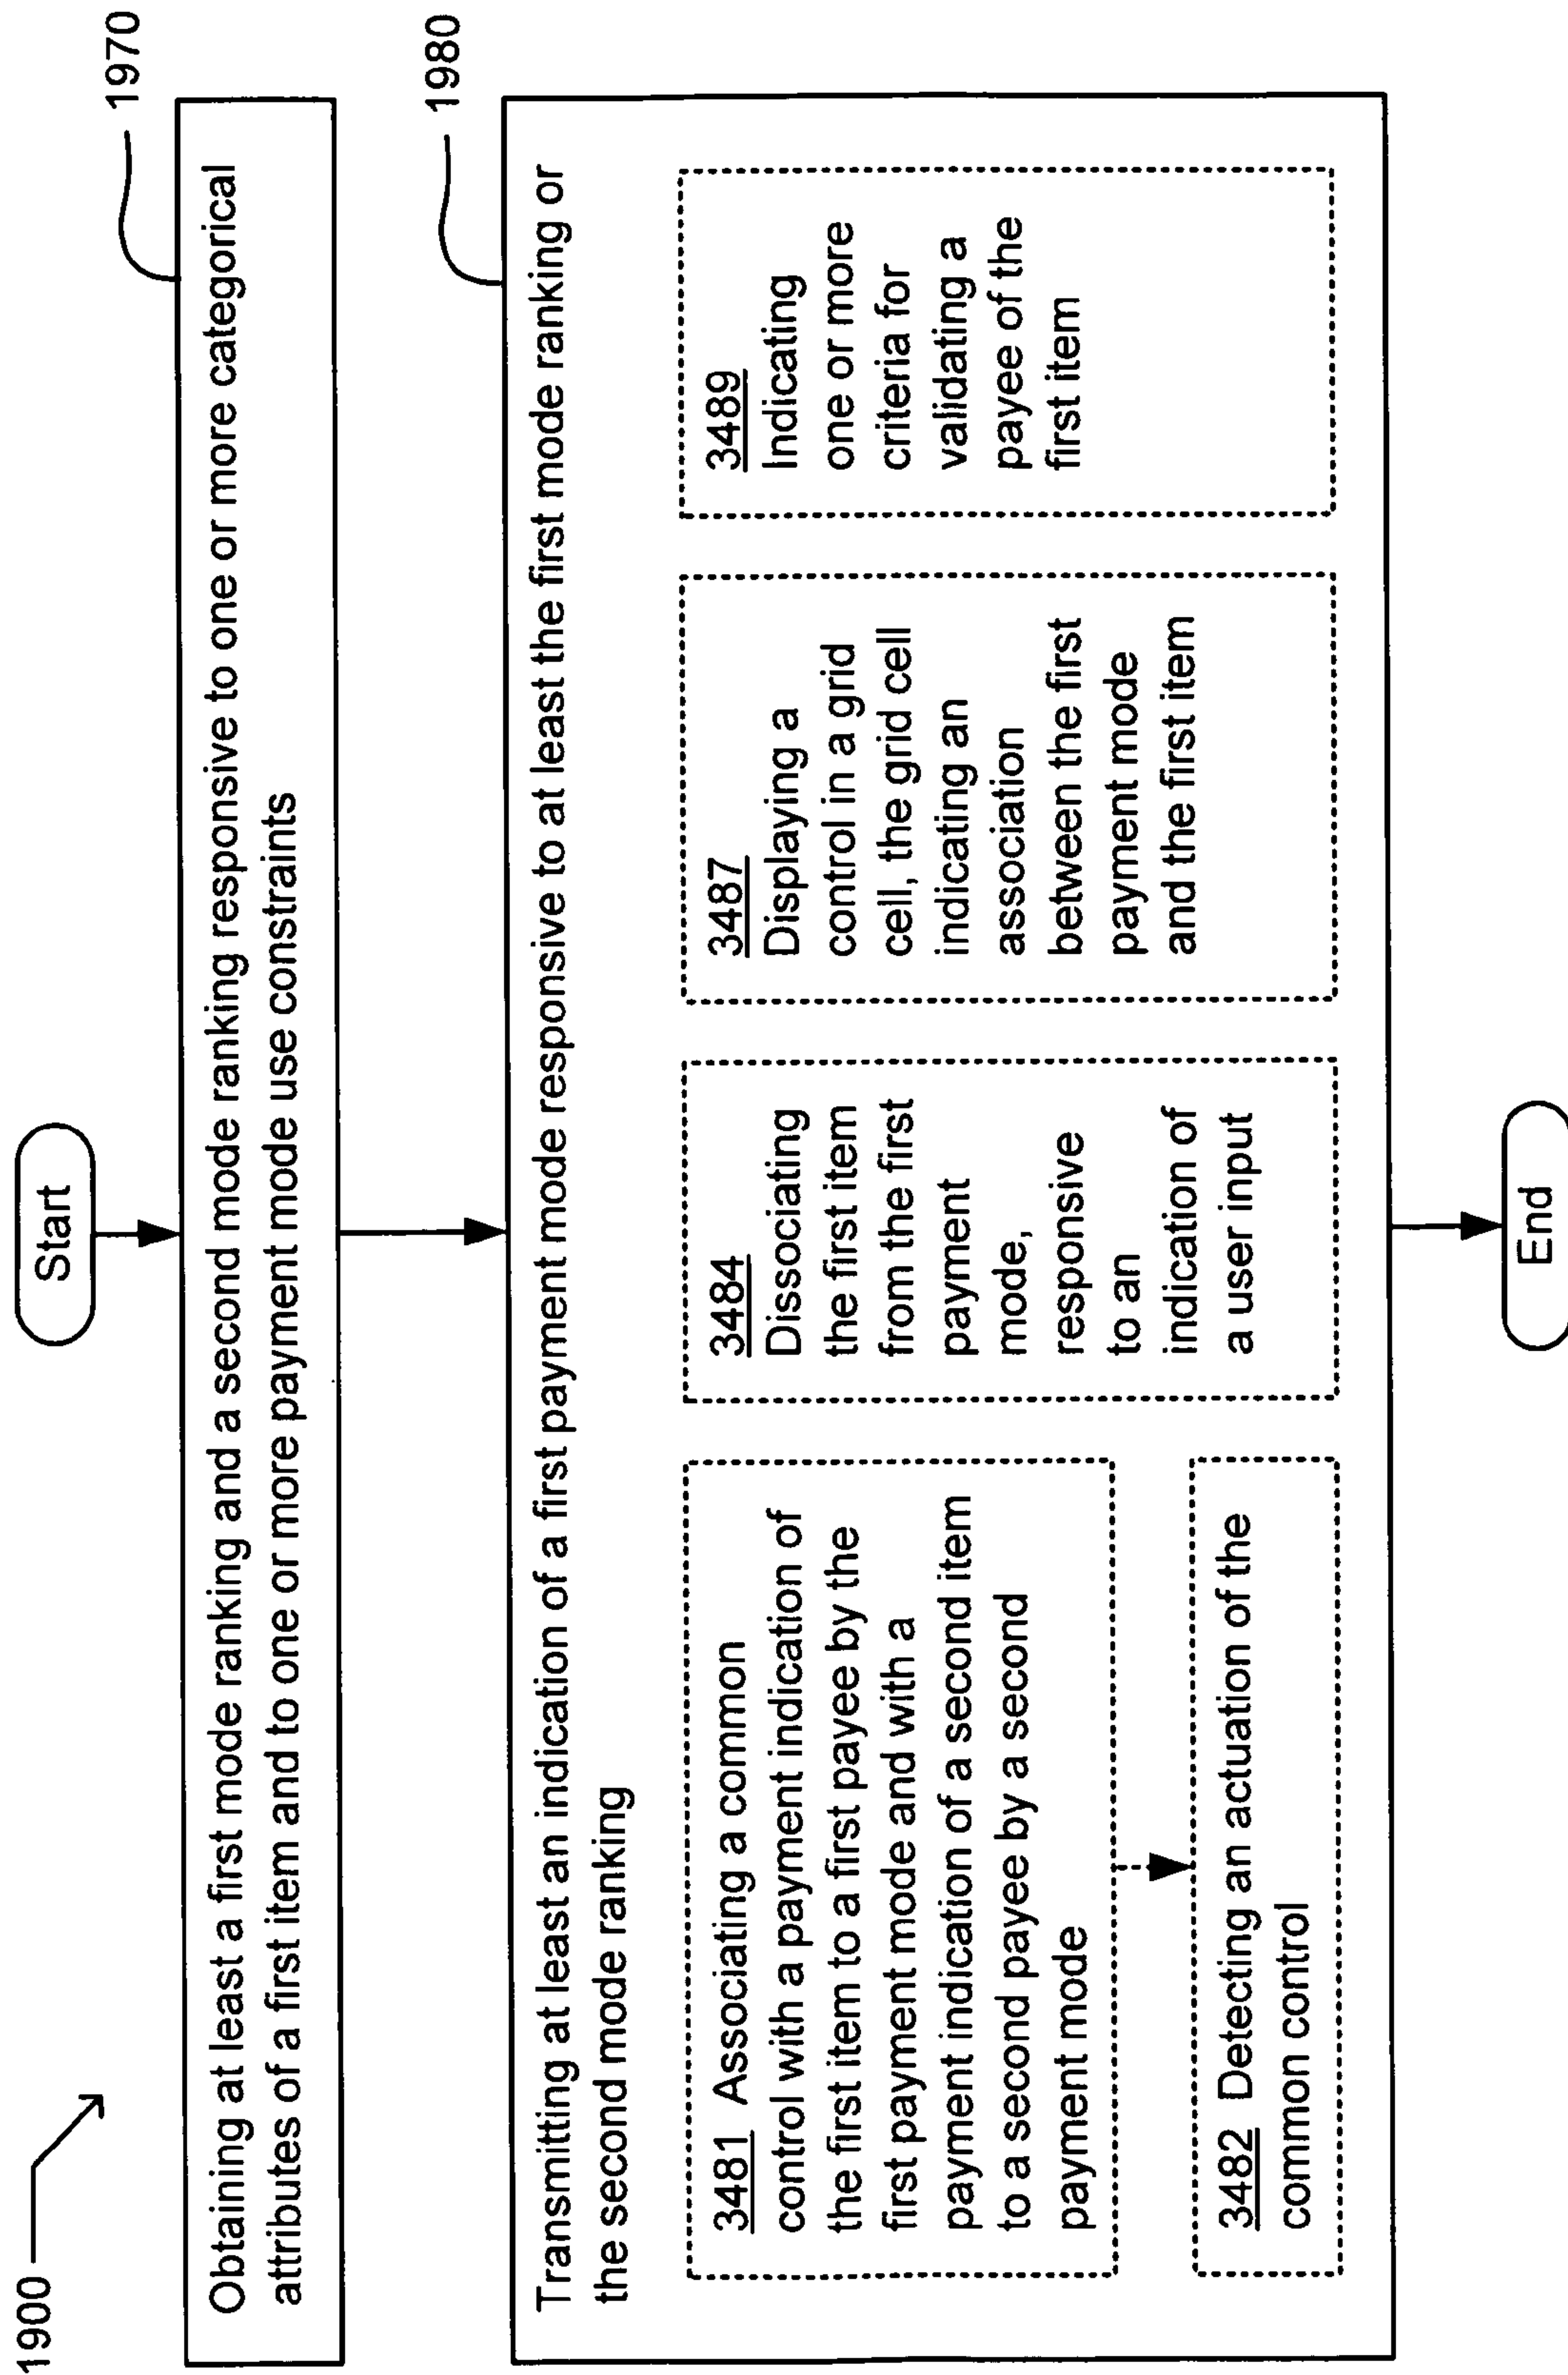 1900
Start
1970
Obtaining at least a first mode ranking and a second mode ranking responsive to one or more categorical
attributes of a first item and to one or more payment mode use constraints
1980
Transmitting at least an indication of a first payment mode responsive to at least the first mode ranking or
the second mode ranking
3481 Associating a common
control with a payment indication of
the first item to a first payee by the
first payment mode and with a
payment indication of a second item
to a second payee by a second
payment mode
3482 Detecting an actuation of the
common control
3484
Dissociating
the first item
from the first
payment
mode,
responsive
to an
indication of
a user input
3487
Displaying a
control in a grid
cell, the grid cell
indicating an
association
between the first
payment mode
and the first item
3489
Indicating
one or more
criteria for
validating a
payee of the
first item
End